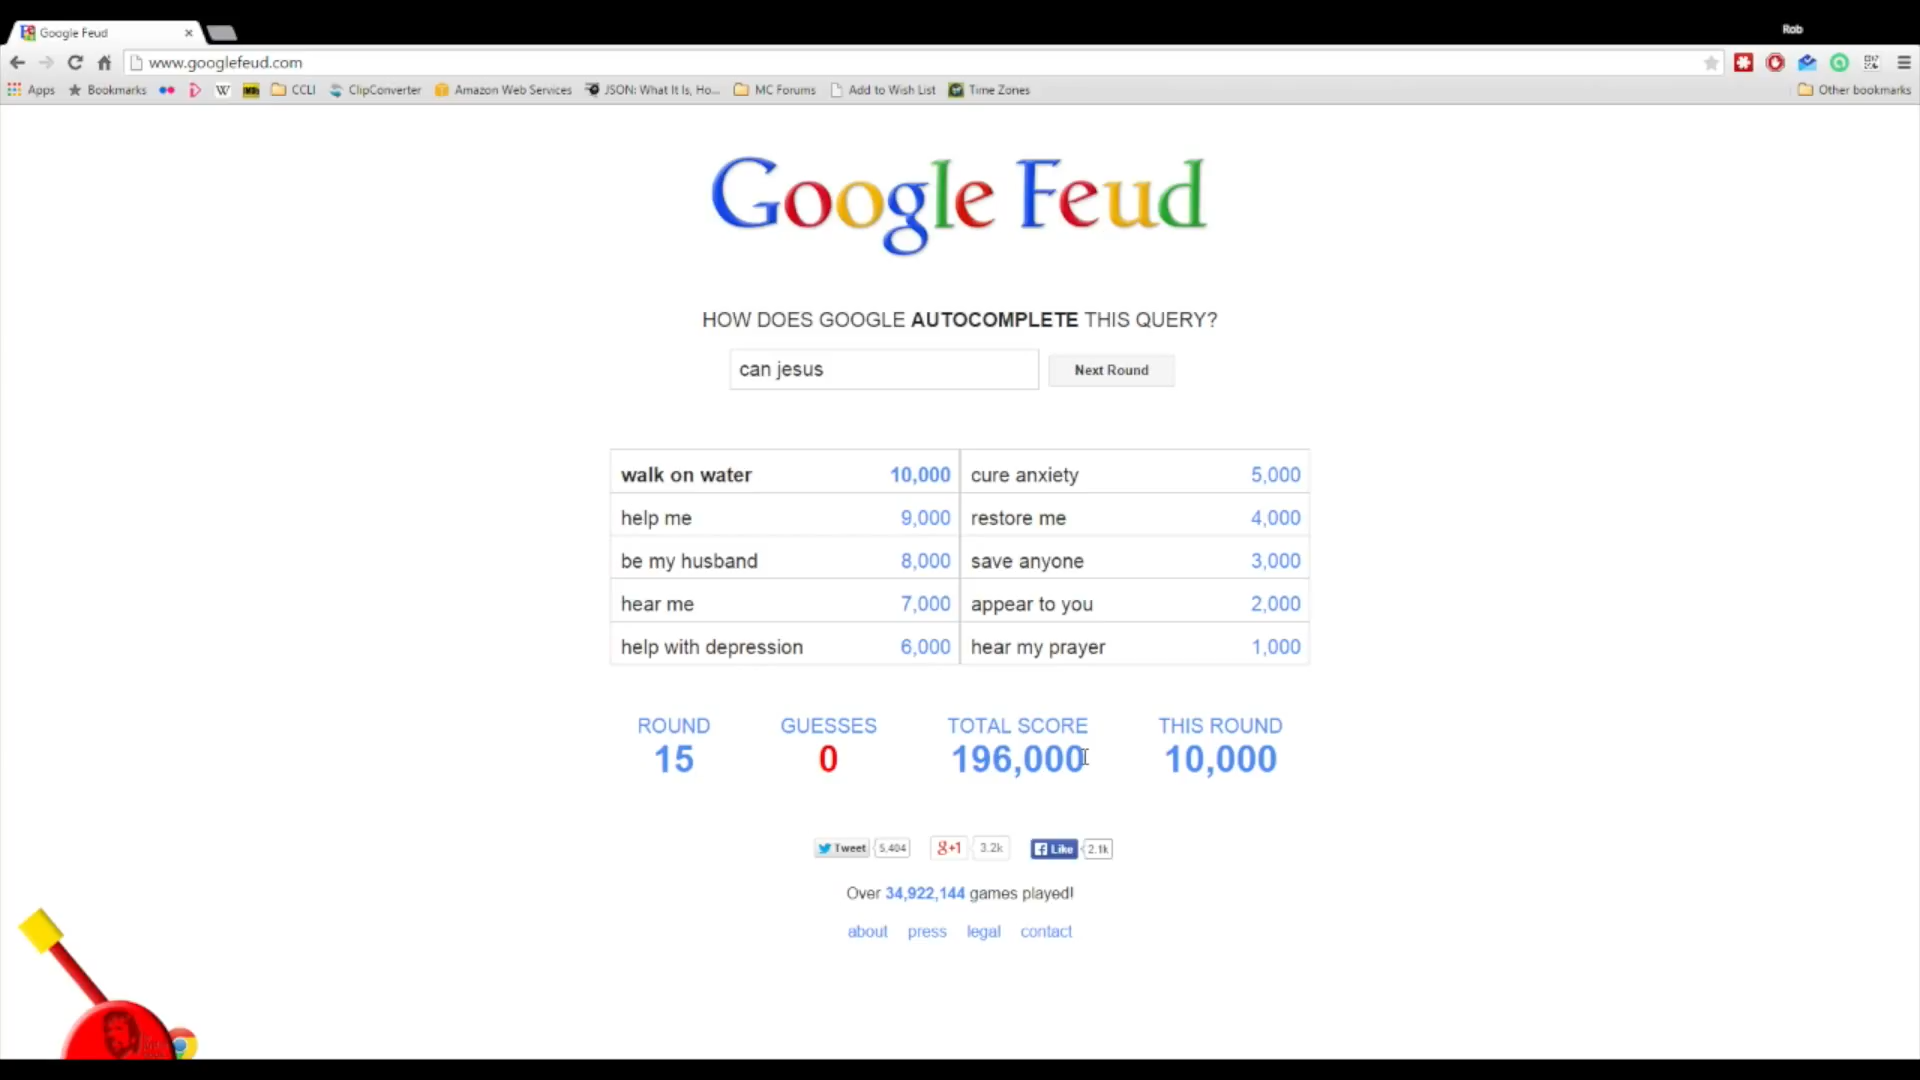 Rob
Google Feud
www.googlefeud.com
Apps Bookmarks W CCLI ClipConverter Amazon Web Services JSON: What It Is, Ho... MC Forums Add to Wish List Time Zones Other bookmarks
Google Feud
HOW DOES GOOGLE AUTOCOMPLETE THIS QUERY?
can jesus Next Round
walk on water 10,000 cure anxiety 5,000
help me 9,000 restore me 4,000
be my husband 8,000 save anyone 3,000
hear me 7,000 appear to you 2,000
help with depression 6,000 hear my prayer 1,000
ROUND GUESSES TOTAL SCORE THIS ROUND
15 0 196,000 10,000
Tweet 5,404 g+1 3.2k Like 2.1k
Over 34,922,144 games played!
about press legal contact